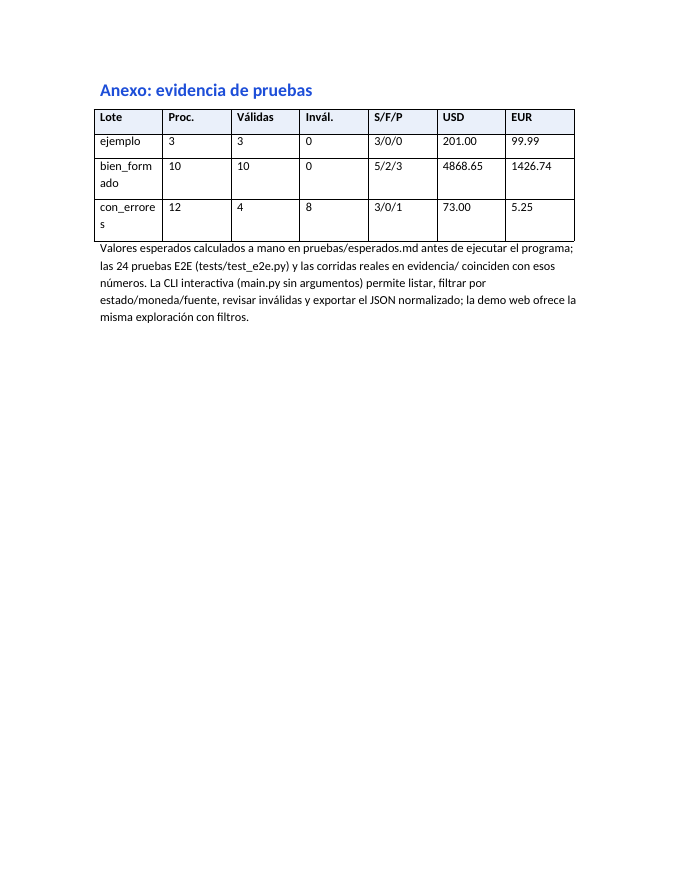 Anexo: evidencia de pruebas
Lote Proc. Válidas Invál. S/F/P USD EUR
ejemplo 3 3 0 3/0/0 201.00 99.99
bien_form 10 10 0 5/2/3 4868.65 1426.74
ado
con_errore 12 4 8 3/0/1 73.00 5.25
s
Valores esperados calculados a mano en pruebas/esperados.md antes de ejecutar el programa;
las 24 pruebas E2E (tests/test_e2e.py) y las corridas reales en evidencia/ coinciden con esos
números. La CLI interactiva (main.py sin argumentos) permite listar, filtrar por
estado/moneda/fuente, revisar inválidas y exportar el JSON normalizado; la demo web ofrece la
misma exploración con filtros.